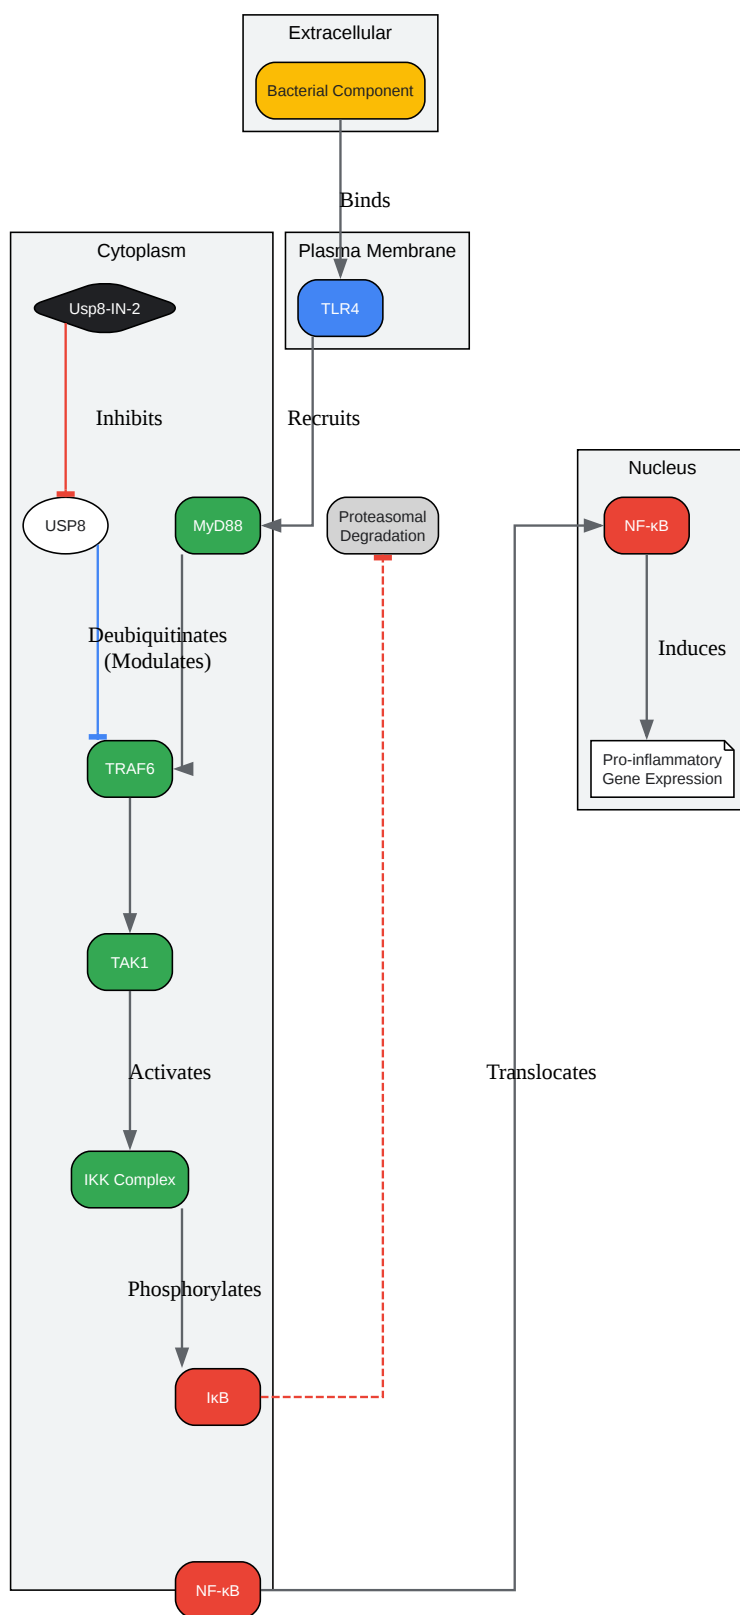 Extracellular
Bacterial Component
Binds
Cytoplasm
Plasma Membrane
Usp8-IN-2
TLR4
Inhibits
Recruits
Nucleus
USP8
MyD88
Proteasomal
Degradation
NF-κB
Deubiquitinates
(Modulates)
Induces
TRAF6
Pro-inflammatory
Gene Expression
TAK1
Activates
Translocates
IKK Complex
Phosphorylates
IκB
NF-κB